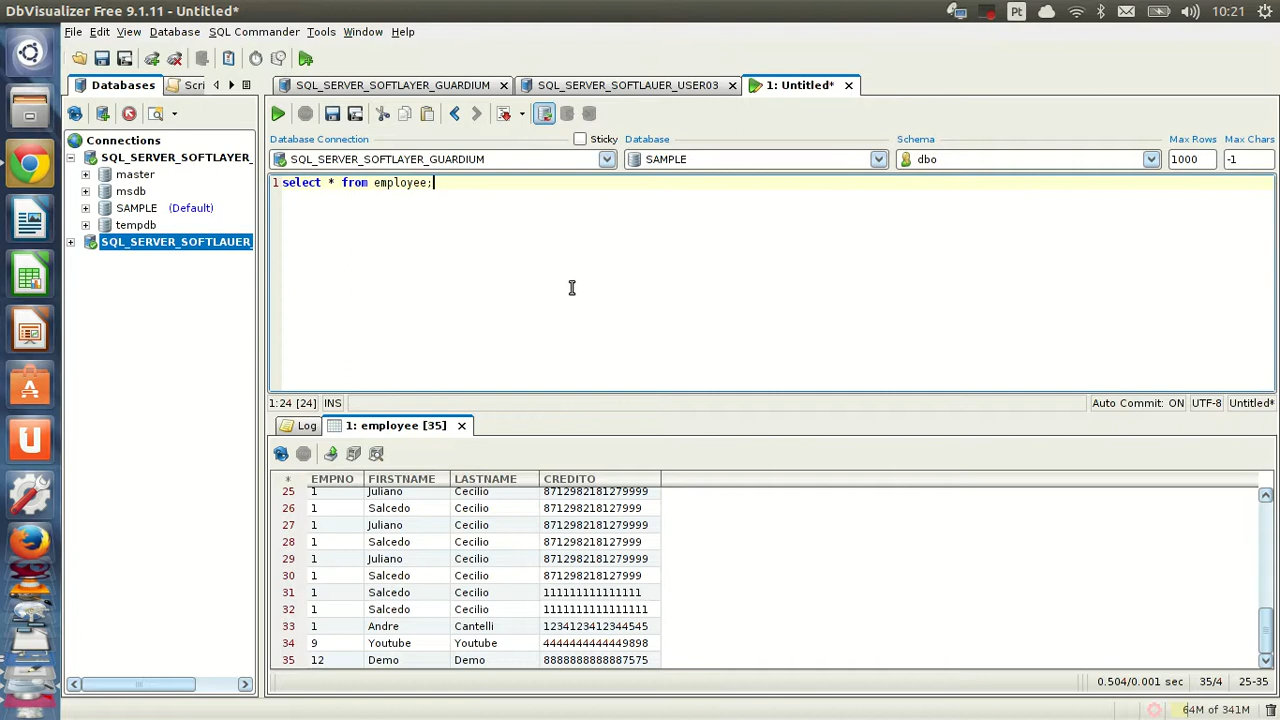 DbVisualizer Free 9.1.11 - Untitled*
Pt
10:21
File Edit View Database SQL Commander Tools Window Help
Databases
Scri
SQL_SERVER_SOFTLAYER_GUARDIUM
SQL_SERVER_SOFTLAUER_USER03
1: Untitled*
Database Connection
Sticky
Database
Schema
Max Rows
Max Chars
SQL_SERVER_SOFTLAYER_GUARDIUM
SAMPLE
dbo
1000
-1
Connections
SQL_SERVER_SOFTLAYER_
master
msdb
SAMPLE (Default)
tempdb
SQL_SERVER_SOFTLAUER_
1 select * from employee;
1:24 [24] INS
Auto Commit: ON UTF-8 Untitled*
Log
1: employee [35]
* EMPNO FIRSTNAME LASTNAME CREDITO
25 1 Juliano Cecilio 8712982181279999
26 1 Salcedo Cecilio 871298218127999
27 1 Juliano Cecilio 8712982181279999
28 1 Salcedo Cecilio 871298218127999
29 1 Juliano Cecilio 8712982181279999
30 1 Salcedo Cecilio 871298218127999
31 1 Salcedo Cecilio 111111111111111
32 1 Salcedo Cecilio 1111111111111111
33 1 Andre Cantelli 1234123412344545
34 9 Youtube Youtube 4444444444449898
35 12 Demo Demo 8888888888887575
0.504/0.001 sec 35/4 25-35
64M of 341M